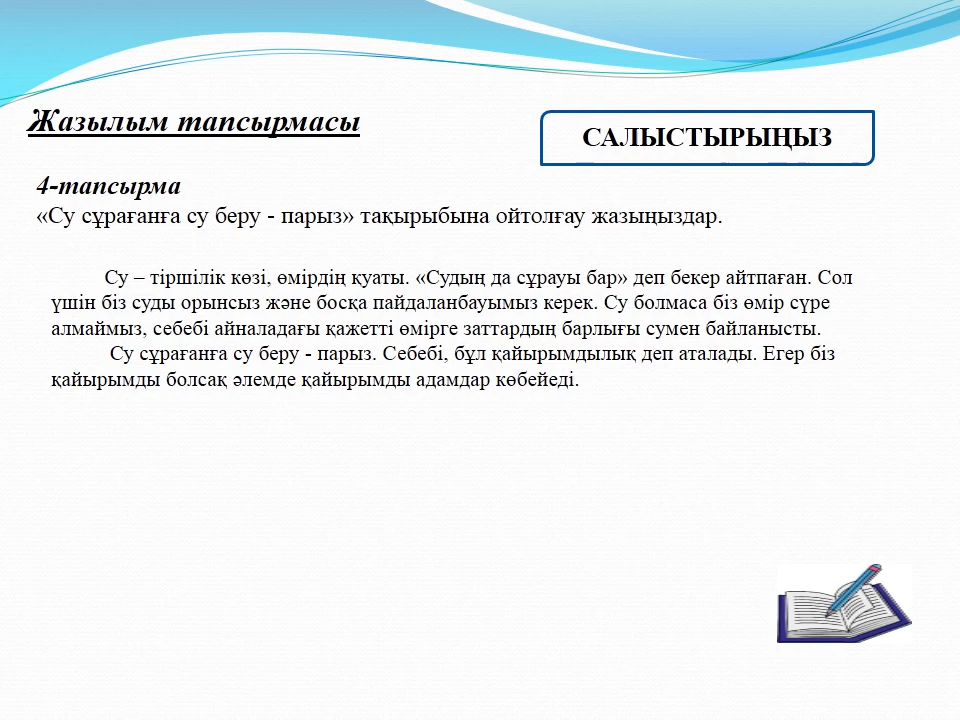 Жазылым тапсырмасы
САЛЫСТЫРЫҢЫЗ
4-тапсырма
«Су сұрағанға су беру - парыз» тақырыбына ойтолғау жазыңыздар.
Су – тіршілік көзі, өмірдің қуаты. «Судың да сұрауы бар» деп бекер айтпаған. Сол
үшін біз суды орынсыз және босқа пайдаланбауымыз керек. Су болмаса біз өмір сүре
алмаймыз, себебі айналадағы қажетті өмірге заттардың барлығы сумен байланысты.
Су сұрағанға су беру - парыз. Себебі, бұл қайырымдылық деп аталады. Егер біз
қайырымды болсақ әлемде қайырымды адамдар көбейеді.